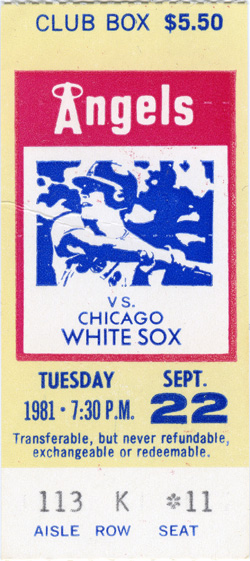 CLUB BOX $5.50
Angels
VS.
CHICAGO
WHITE SOX
TUESDAY SEPT.
1981 • 7:30 P.M. 22
Transferable, but never refundable,
exchangeable or redeemable.
113 K *11
AISLE ROW SEAT